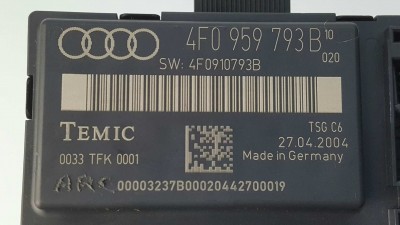 4F0 959 793B 10
020
SW: 4F0910793B
TEMIC
TSG C6
0033 TFK 0001
27.04.2004
Made in Germany
ARC
00003237B00020442700019